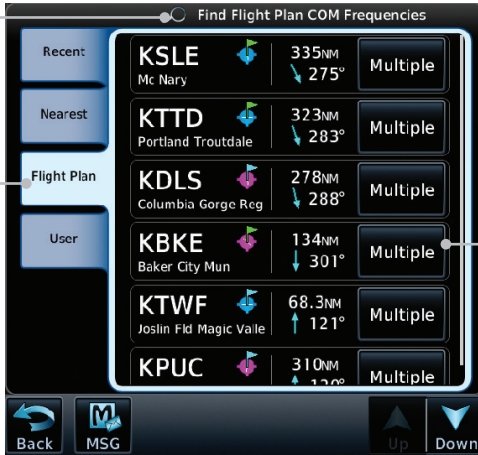 Find Flight Plan COM Frequencies
Recent
Nearest
Flight Plan
User
KSLE 335NM Multiple
Mc Nary 275°
KTTD 323NM Multiple
Portland Troutdale 283°
KDLS 278NM Multiple
Columbia Gorge Reg 288°
KBKE 134NM Multiple
Baker City Mun 301°
KTWF 68.3NM Multiple
Joslin Fld Magic Valle 121°
KPUC 310NM Multiple
Back MSG Up Down